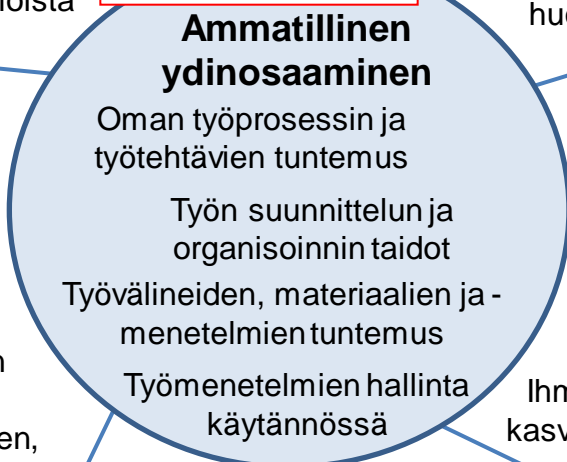 Ammatillinen
ydinosaaminen
Oman työprosessin ja
työtehtävien tuntemus
Työn suunnittelun ja
organisoinnin taidot
Työvälineiden, materiaalien ja -
menetelmien tuntemus
Työmenetelmien hallinta
käytännössä